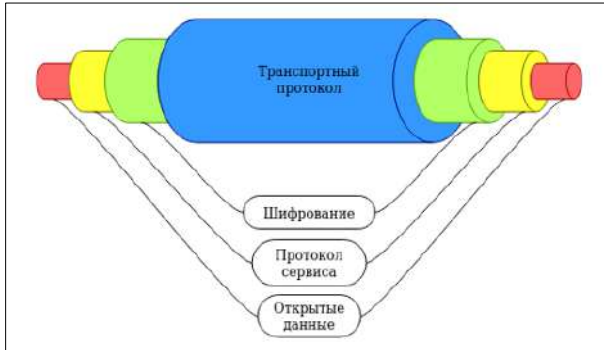 Транспортный
протокол
Шифрование
Протокол
сервиса
Открытые
данные